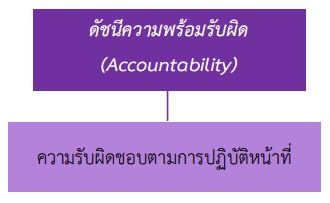 ดัชนีความพร้อมรับผิด
(Accountability)
ความรับผิดชอบตามการปฏิบัติหน้าที่